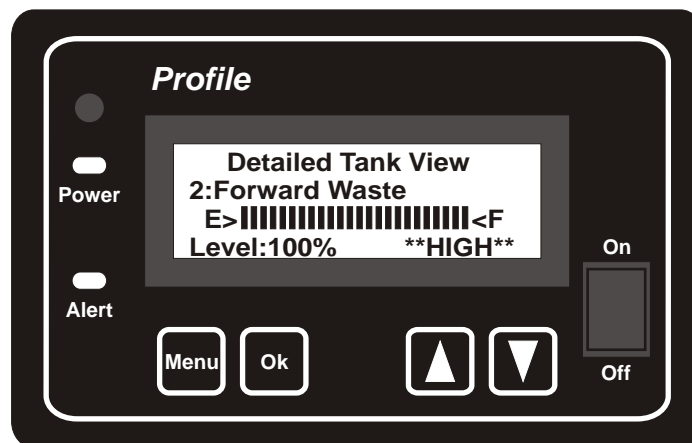 Profile
Detailed Tank View
2:Forward Waste
E>||||||||||||||||||||||||<F
Level:100% **HIGH**
Power
Alert
Menu
Ok
On
Off